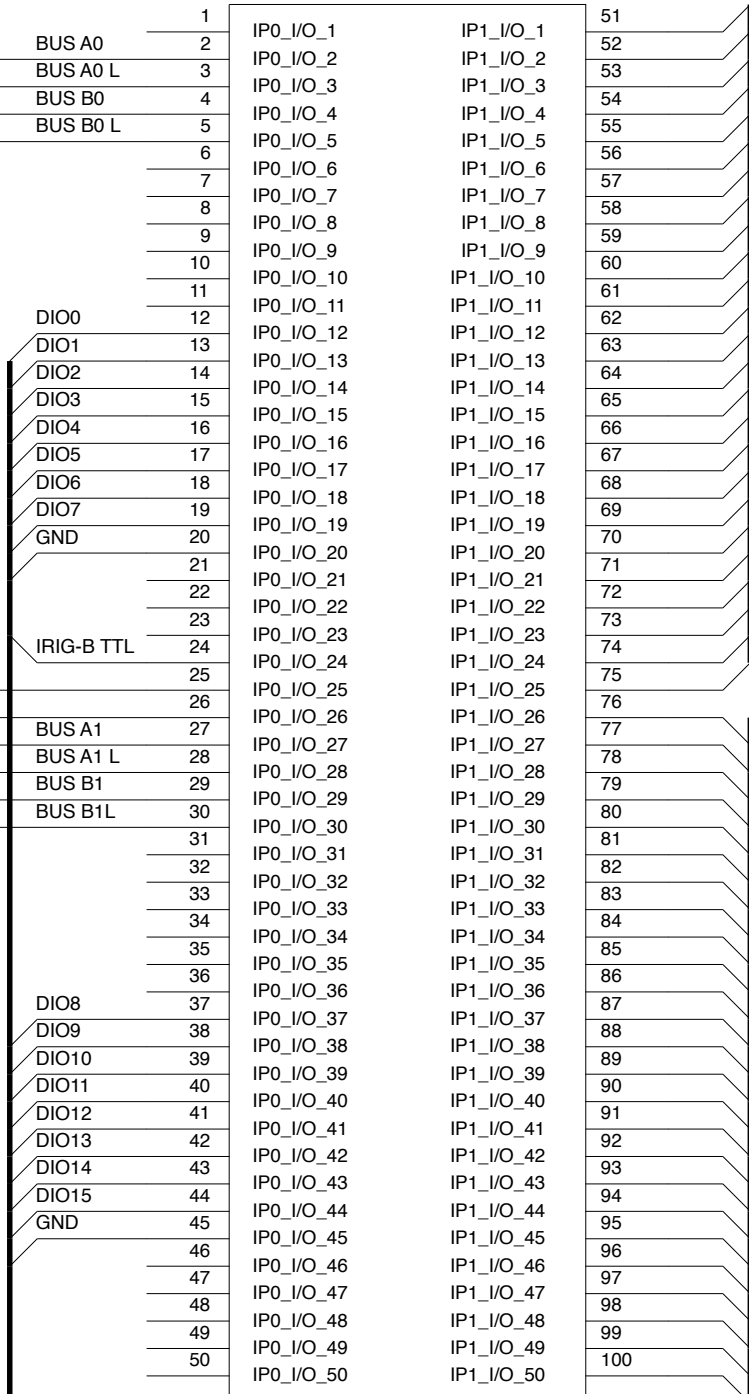 1 51
IP0_I/O_1 IP1_I/O_1
BUS A0 2 52
IP0_I/O_2 IP1_I/O_2
BUS A0 L 3 53
IP0_I/O_3 IP1_I/O_3
BUS B0 4 54
IP0_I/O_4 IP1_I/O_4
BUS B0 L 5 55
IP0_I/O_5 IP1_I/O_5
6 56
IP0_I/O_6 IP1_I/O_6
7 57
IP0_I/O_7 IP1_I/O_7
8 58
IP0_I/O_8 IP1_I/O_8
9 59
IP0_I/O_9 IP1_I/O_9
10 60
IP0_I/O_10 IP1_I/O_10
11 61
IP0_I/O_11 IP1_I/O_11
DIO0 12 62
IP0_I/O_12 IP1_I/O_12
DIO1 13 63
IP0_I/O_13 IP1_I/O_13
DIO2 14 64
IP0_I/O_14 IP1_I/O_14
DIO3 15 65
IP0_I/O_15 IP1_I/O_15
DIO4 16 66
IP0_I/O_16 IP1_I/O_16
DIO5 17 67
IP0_I/O_17 IP1_I/O_17
DIO6 18 68
IP0_I/O_18 IP1_I/O_18
DIO7 19 69
IP0_I/O_19 IP1_I/O_19
GND 20 70
IP0_I/O_20 IP1_I/O_20
21 71
IP0_I/O_21 IP1_I/O_21
22 72
IP0_I/O_22 IP1_I/O_22
23 73
IP0_I/O_23 IP1_I/O_23
IRIG-B TTL 24 74
IP0_I/O_24 IP1_I/O_24
25 75
IP0_I/O_25 IP1_I/O_25
26 76
IP0_I/O_26 IP1_I/O_26
BUS A1 27 77
IP0_I/O_27 IP1_I/O_27
BUS A1 L 28 78
IP0_I/O_28 IP1_I/O_28
BUS B1 29 79
IP0_I/O_29 IP1_I/O_29
BUS B1L 30 80
IP0_I/O_30 IP1_I/O_30
31 81
IP0_I/O_31 IP1_I/O_31
32 82
IP0_I/O_32 IP1_I/O_32
33 83
IP0_I/O_33 IP1_I/O_33
34 84
IP0_I/O_34 IP1_I/O_34
35 85
IP0_I/O_35 IP1_I/O_35
36 86
IP0_I/O_36 IP1_I/O_36
DIO8 37 87
IP0_I/O_37 IP1_I/O_37
DIO9 38 88
IP0_I/O_38 IP1_I/O_38
DIO10 39 89
IP0_I/O_39 IP1_I/O_39
DIO11 40 90
IP0_I/O_40 IP1_I/O_40
DIO12 41 91
IP0_I/O_41 IP1_I/O_41
DIO13 42 92
IP0_I/O_42 IP1_I/O_42
DIO14 43 93
IP0_I/O_43 IP1_I/O_43
DIO15 44 94
IP0_I/O_44 IP1_I/O_44
GND 45 95
IP0_I/O_45 IP1_I/O_45
46 96
IP0_I/O_46 IP1_I/O_46
47 97
IP0_I/O_47 IP1_I/O_47
48 98
IP0_I/O_48 IP1_I/O_48
49 99
IP0_I/O_49 IP1_I/O_49
50 100
IP0_I/O_50 IP1_I/O_50